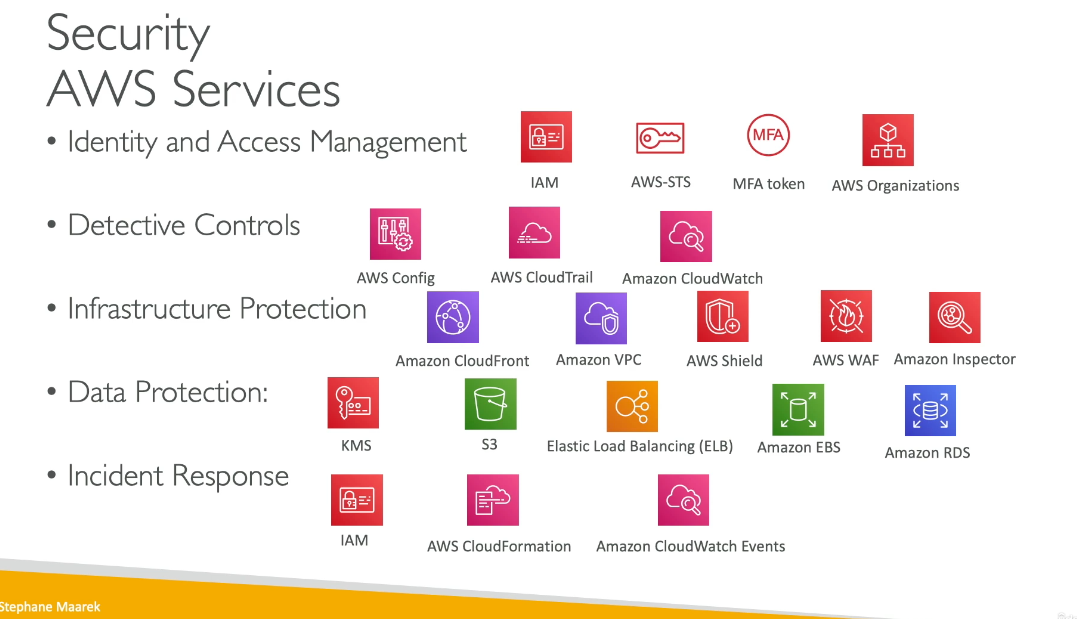 Security
AWS Services
• Identity and Access Management
MFA
IAM
AWS-STS
MFA token
AWS Organizations
• Detective Controls
AWS Config
AWS CloudTrail
Amazon CloudWatch
• Infrastructure Protection
Amazon CloudFront
Amazon VPC
AWS Shield
AWS WAF
Amazon Inspector
• Data Protection:
KMS
S3
Elastic Load Balancing (ELB)
Amazon EBS
Amazon RDS
• Incident Response
IAM
AWS CloudFormation
Amazon CloudWatch Events
Stephane Maarek